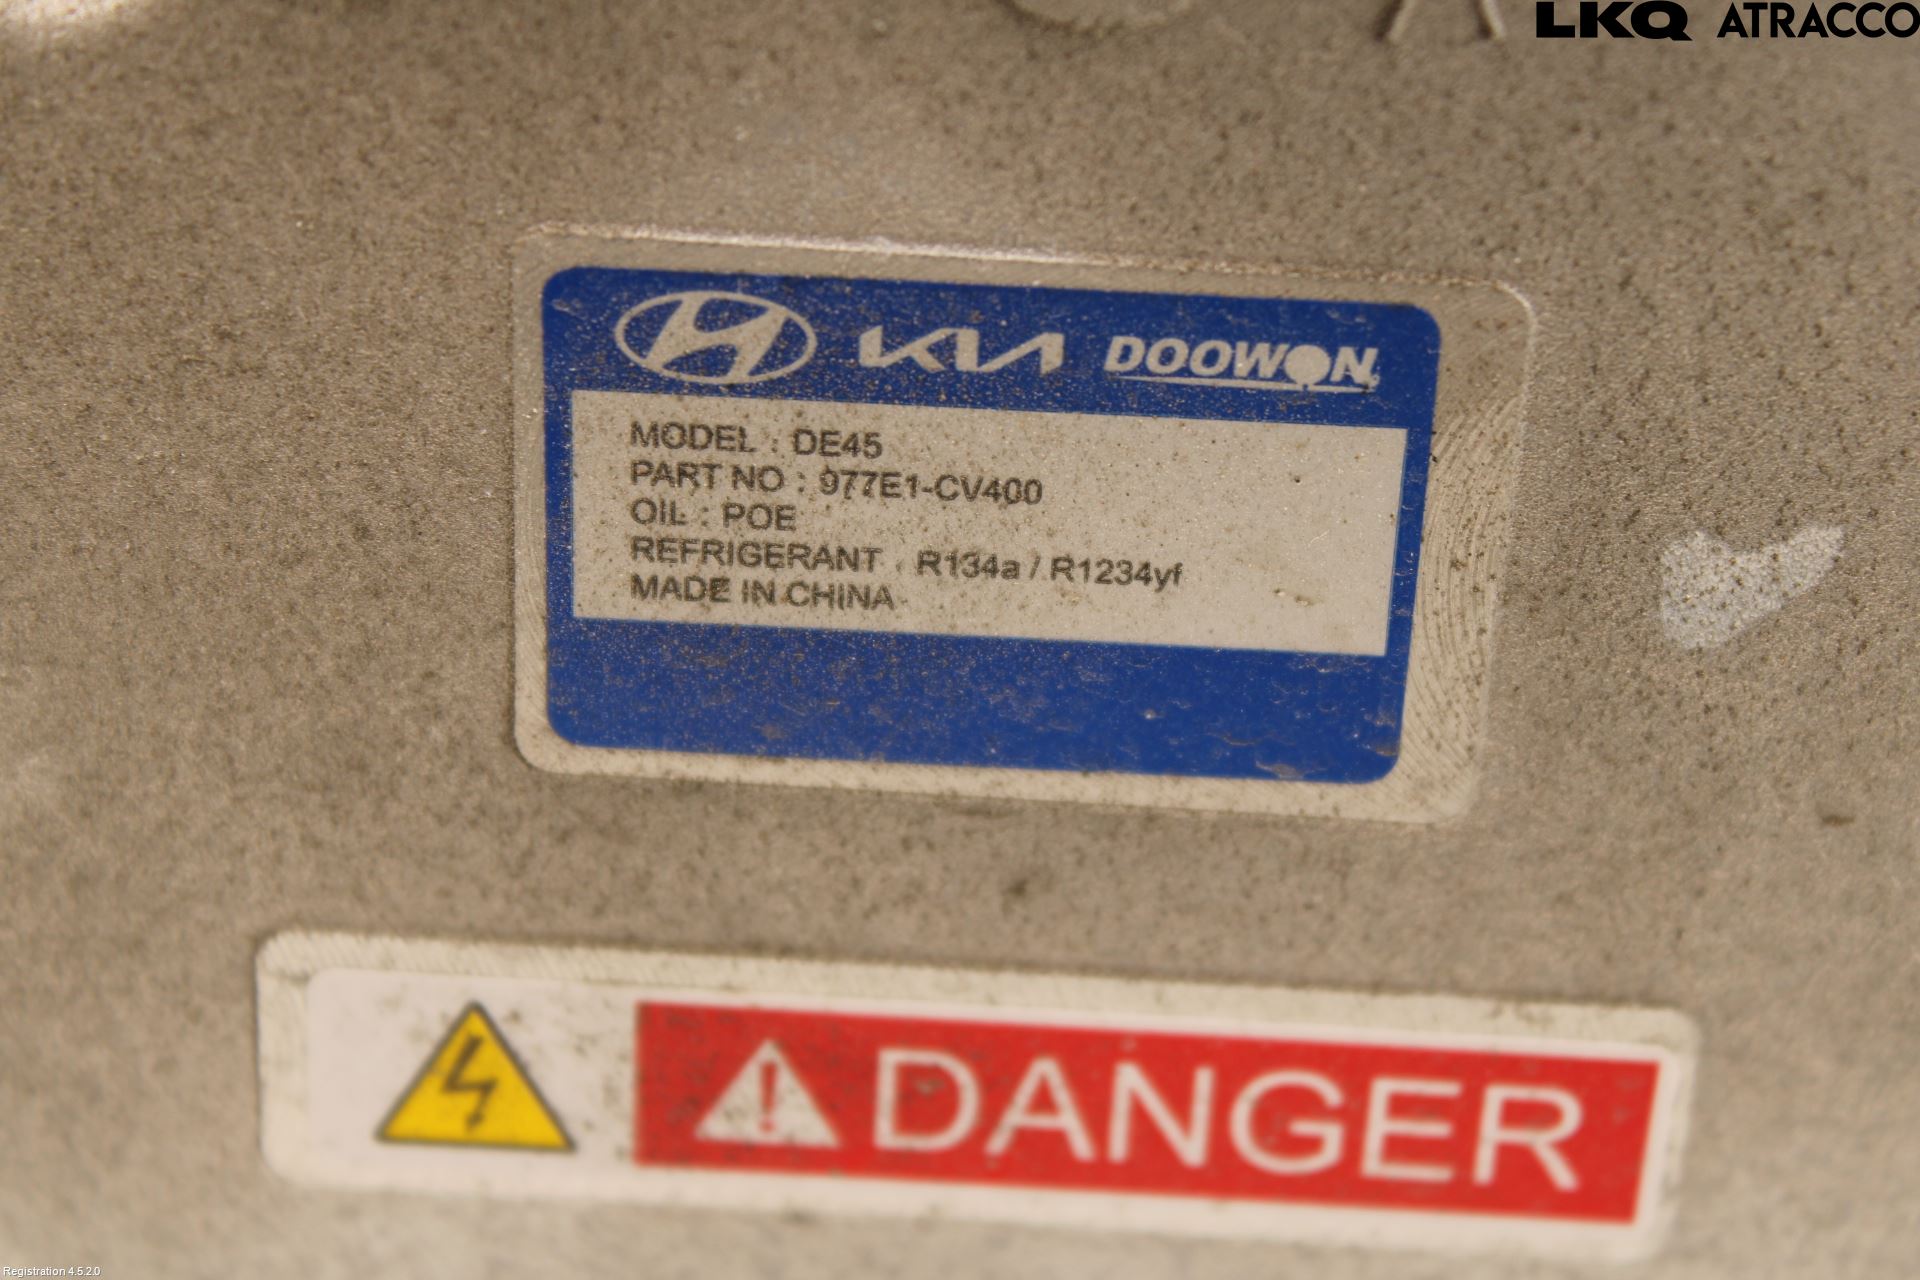 LKQ ATRACCO
KIA DOOWON
MODEL : DE45
PART NO : 977E1-CV400
OIL : POE
REFRIGERANT : R134a / R1234yf
MADE IN CHINA
DANGER
Registration 4.5.2.0